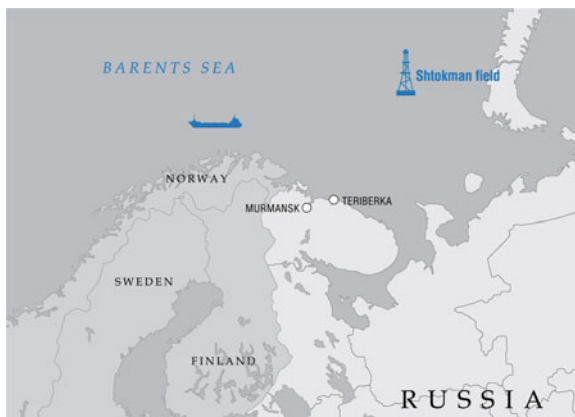 BARENTS SEA
Shtokman field
NORWAY
MURMANSK
TERIBERKA
SWEDEN
FINLAND
RUSSIA